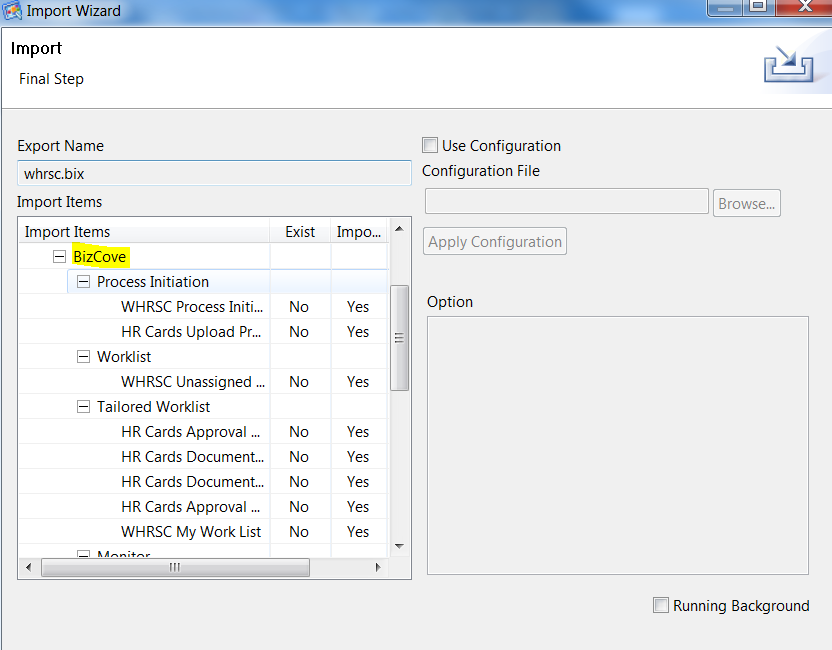 Import Wizard
Import
Final Step
Export Name
whrsc.bix
Import Items
Import Items Exist Impo...
BizCove
Process Initiation
WHRSC Process Initi... No Yes
HR Cards Upload Pr... No Yes
Worklist
WHRSC Unassigned ... No Yes
Tailored Worklist
HR Cards Approval ... No Yes
HR Cards Document... No Yes
HR Cards Document... No Yes
HR Cards Approval ... No Yes
WHRSC My Work List No Yes
Monitor
Use Configuration
Configuration File
Browse...
Apply Configuration
Option
Running Background